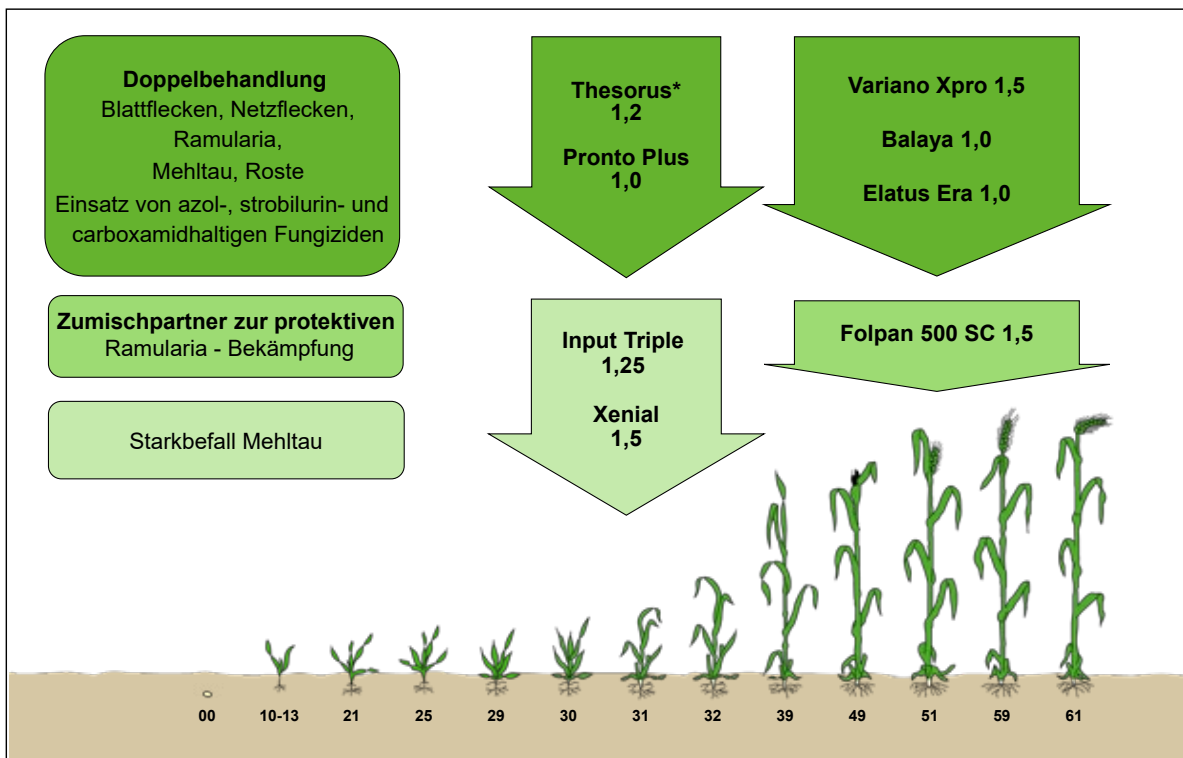 Doppelbehandlung
Blattflecken, Netzflecken,
Ramularia,
Mehltau, Roste
Einsatz von azol-, strobilurin- und
carboxamidhaltigen Fungiziden
Thesorus*
1,2
Pronto Plus
1,0
Variano Xpro 1,5
Balaya 1,0
Elatus Era 1,0
Zumischpartner zur protektiven
Ramularia - Bekämpfung
Input Triple
1,25
Xenial
1,5
Folpan 500 SC 1,5
Starkbefall Mehltau
00 10-13 21 25 29 30 31 32 39 49 51 59 61